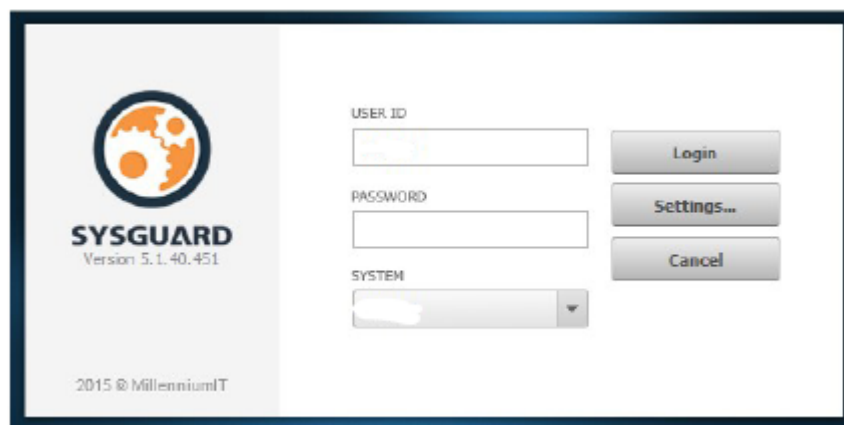 SYSGUARD
Version 5.1.40.451
2015 © MillenniumIT
USER ID
PASSWORD
SYSTEM
Login
Settings...
Cancel